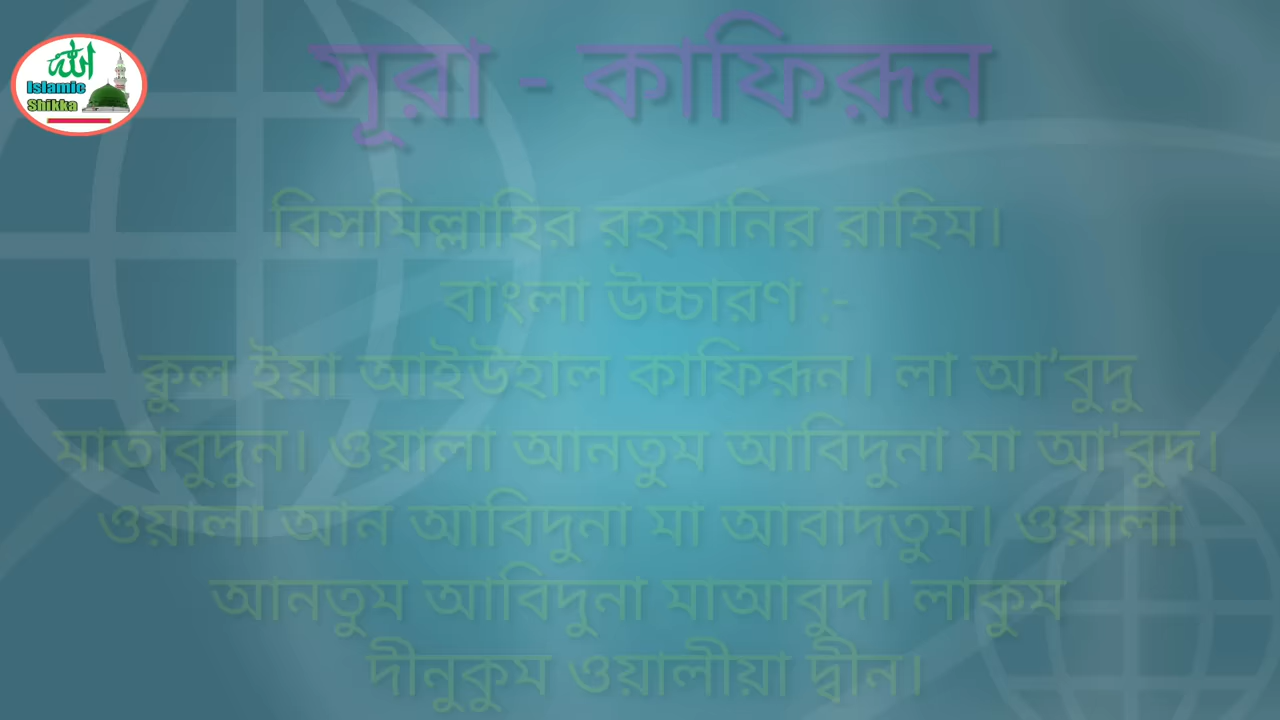 الله
Islamic
Shikka
সূরা - কাফিরূন
বিসমিল্লাহির রহমানির রাহিম।
বাংলা উচ্চারণ :-
ক্বুল ইয়া আইউহাল কাফিরূন। লা আ'বুদু
মাতাবুদুন। ওয়ালা আনতুম আবিদুনা মা আ'বুদ।
ওয়ালা আন আবিদুনা মা আবাদতুম। ওয়ালা
আনতুম আবিদুনা মাআবুদ। লাকুম
দীনুকুম ওয়ালীয়া দ্বীন।